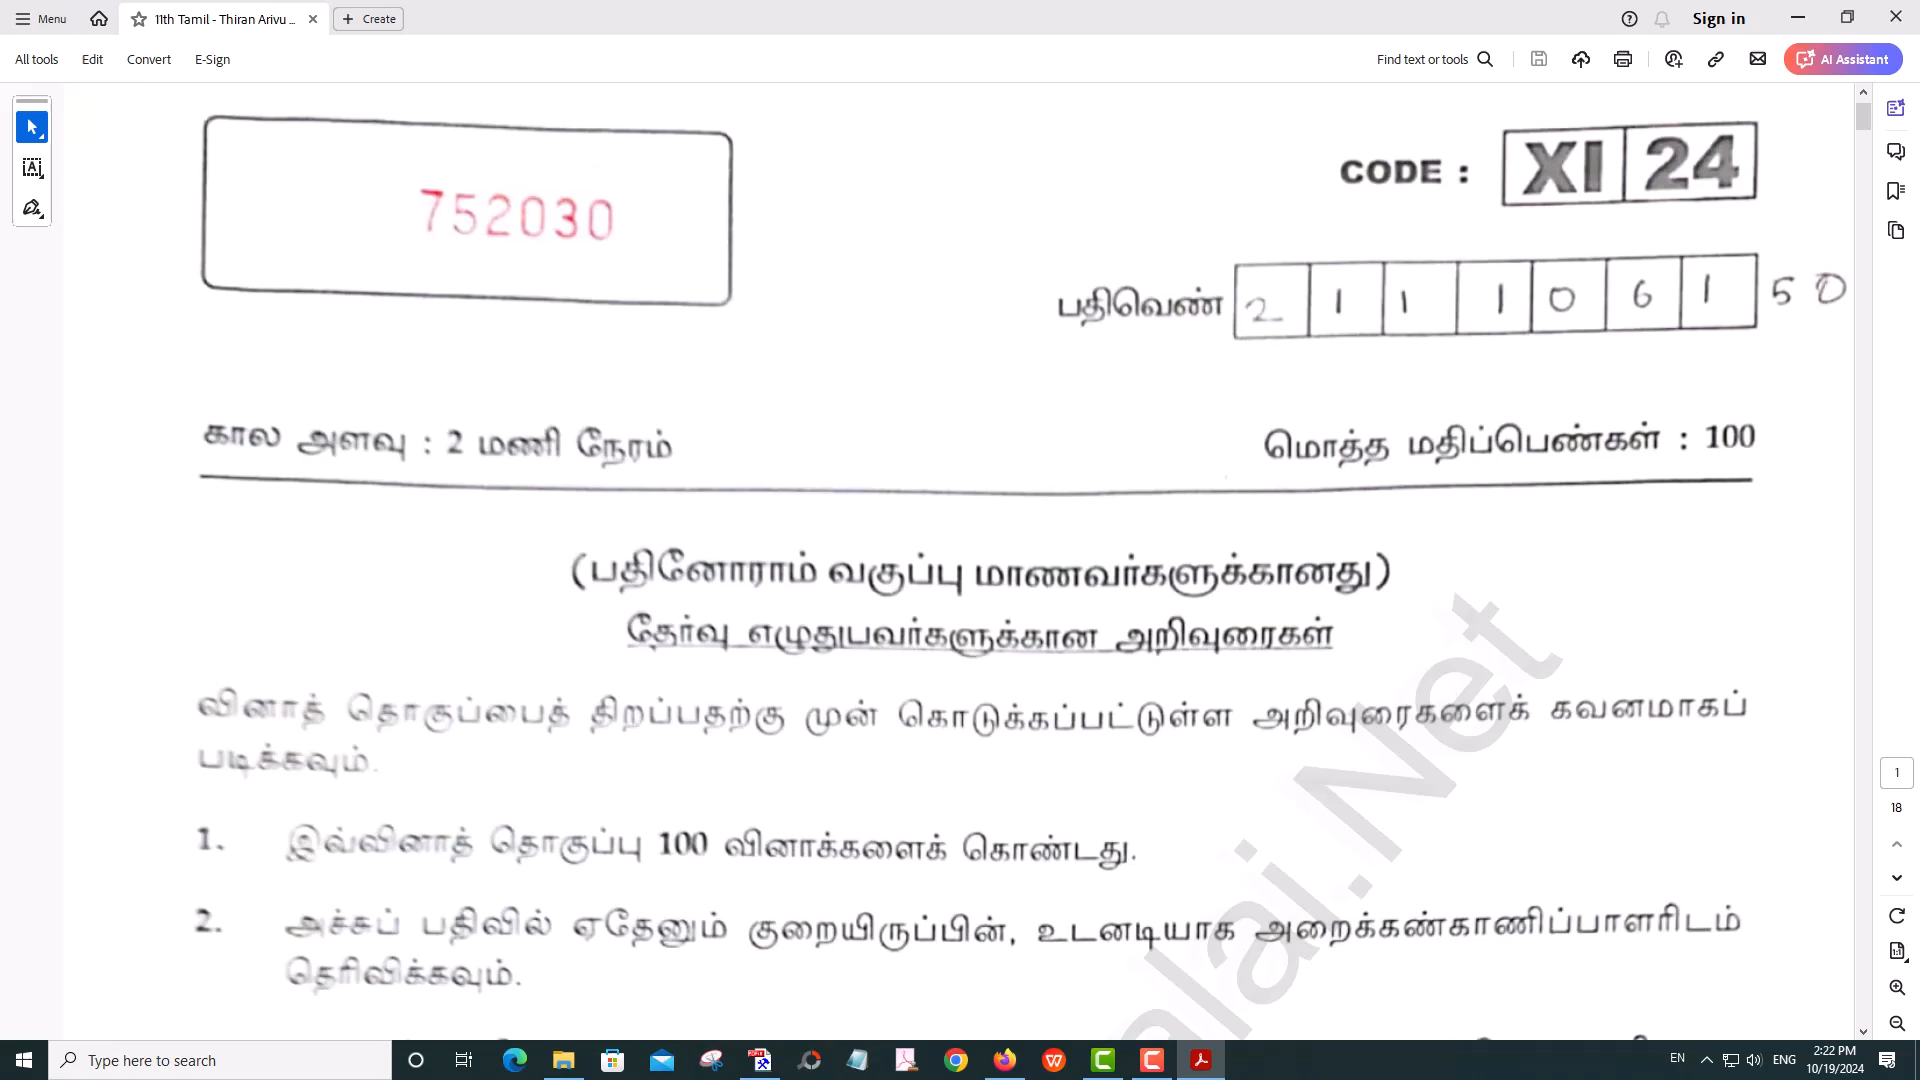 Menu
11th Tamil - Thiran Arivu ...
Create
Sign in
All tools
Edit
Convert
E-Sign
Find text or tools
AI Assistant
752030
CODE : XI 24
பதிவெண் 2 1 1 1 0 6 1 5 0
கால அளவு : 2 மணி நேரம்
மொத்த மதிப்பெண்கள் : 100
(பதினோராம் வகுப்பு மாணவர்களுக்கானது)
தேர்வு எழுதுபவர்களுக்கான அறிவுரைகள்
வினாத் தொகுப்பைத் திறப்பதற்கு முன் கொடுக்கப்பட்டுள்ள அறிவுரைகளைக் கவனமாகப்
படிக்கவும்.
1. இவ்வினாத் தொகுப்பு 100 வினாக்களைக் கொண்டது.
2. அச்சுப் பதிவில் ஏதேனும் குறையிருப்பின், உடனடியாக அறைக்கண்காணிப்பாளரிடம்
தெரிவிக்கவும்.
alai.Net
1
18
Type here to search
EN
ENG
2:22 PM
10/19/2024